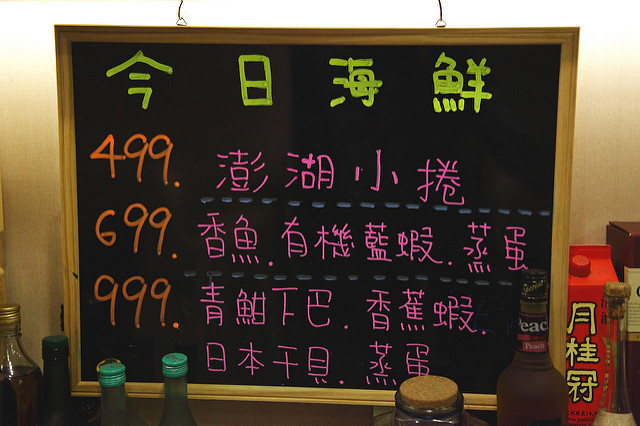 今日海鮮
499. 澎湖小捲
699. 香魚.有機藍蝦.蒸蛋
999. 青魽下巴.香蕉蝦.
日本干貝.蒸蛋
Peach
月桂冠